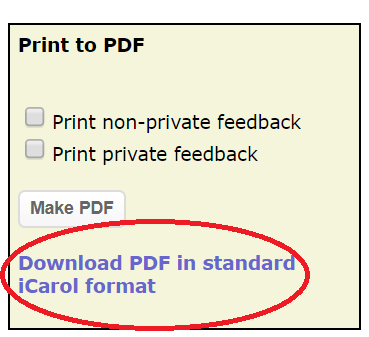 Print to PDF
Print non-private feedback
Print private feedback
Make PDF
Download PDF in standard
iCarol format